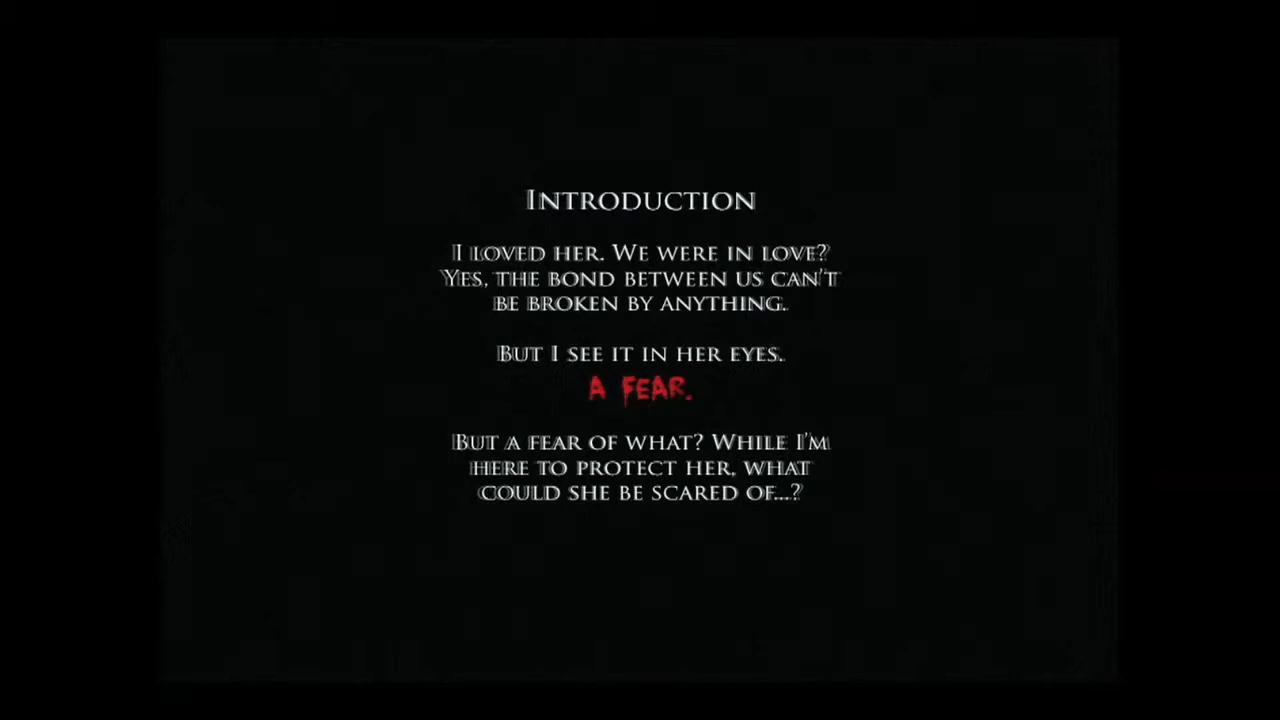 Introduction
I loved her. We were in love?
Yes, the bond between us can't
be broken by anything.
But I see it in her eyes.
A FEAR.
But a fear of what? While I'm
here to protect her, what
could she be scared of...?